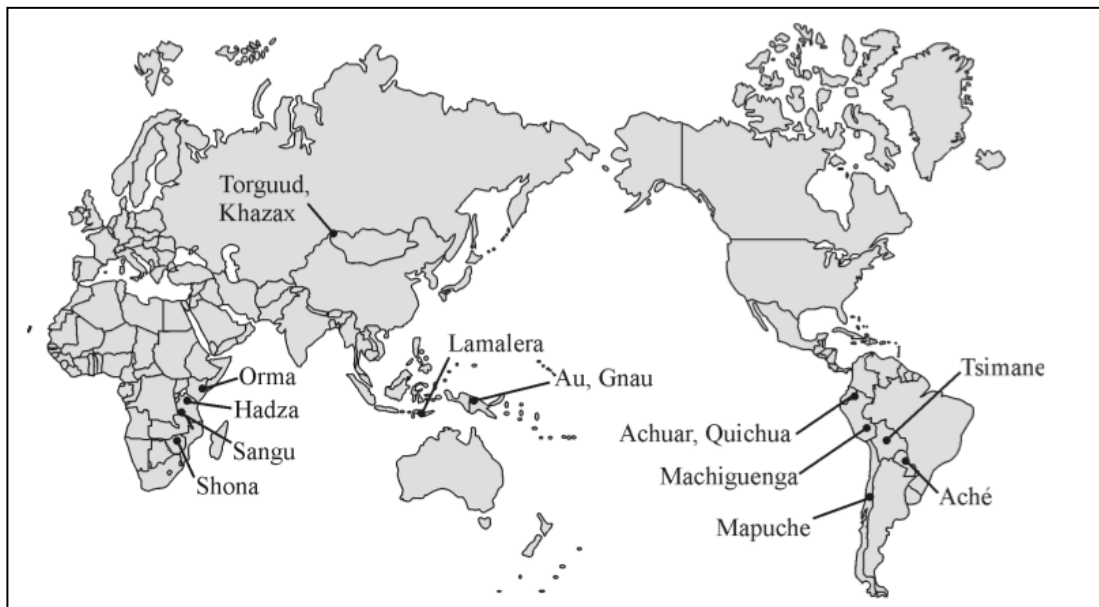 Torguud,
Khazax
Lamalera
Orma
Au, Gnau
Tsimane
Hadza
Achuar, Quichua
Sangu
Machiguenga
Shona
Aché
Mapuche